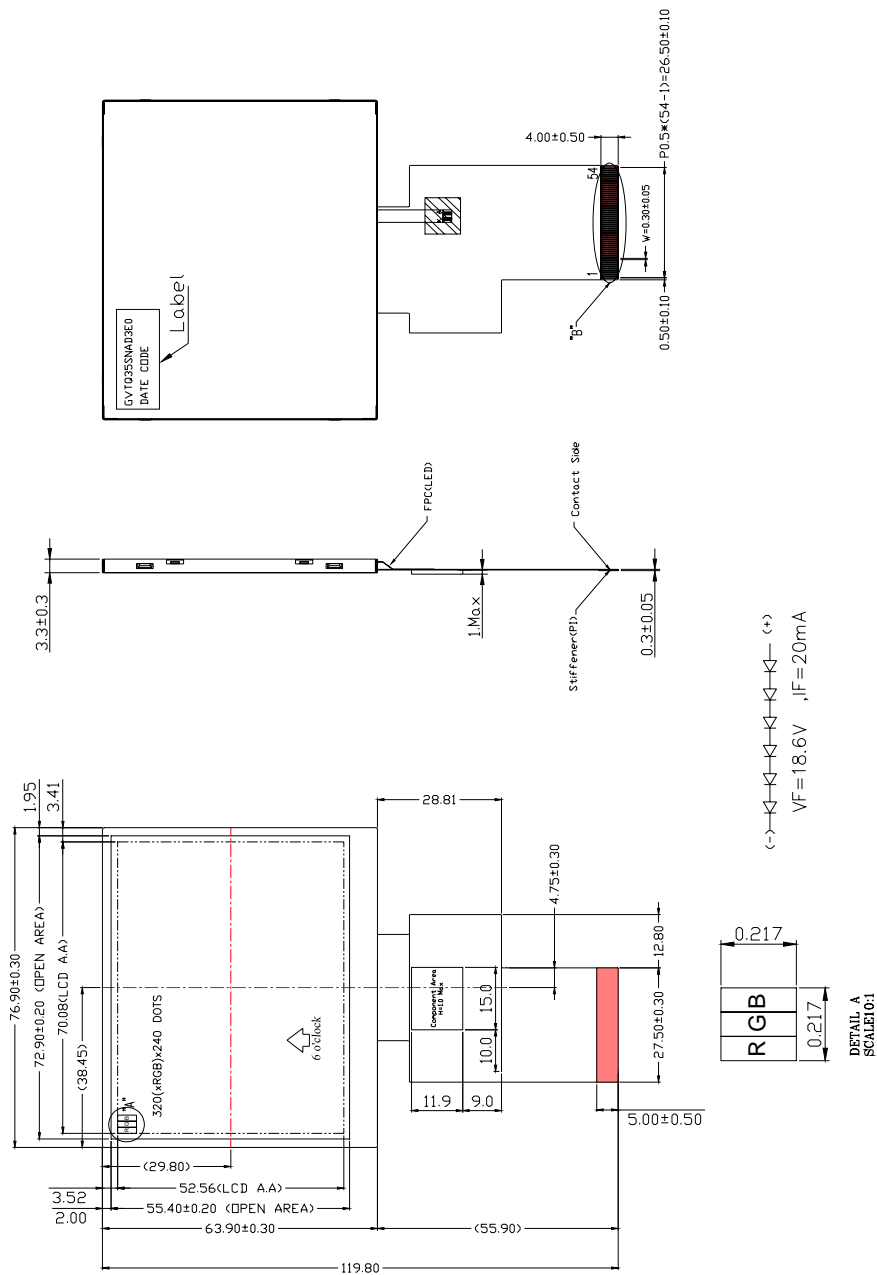 P0.5*(54-1)=26.50±0.10
4.00±0.50
54
W=0.30±0.05
1
"B"
0.50±0.10
K A
GVTQ35SNAD3E0
DATE CODE
Label
3.3±0.3
FPC(LED)
1.Max
Contact Side
Stiffener(PI)
0.3±0.05
(-)
(+)
VF=18.6V ,IF=20mA
1.95
3.41
76.90±0.30
72.90±0.20 (OPEN AREA)
70.08(LCD A.A)
(38.45)
"A"
RGB
320(xRGB)x240 DOTS
6 o'clock
(29.80)
52.56(LCD A.A)
3.52
2.00
55.40±0.20 (OPEN AREA)
63.90±0.30
(55.90)
119.80
28.81
4.75±0.30
Component Area
H=1.0 Max
15.0
10.0
11.9
9.0
12.80
27.50±0.30
5.00±0.50
0.217
R G B
0.217
DETAIL A
SCALE10:1